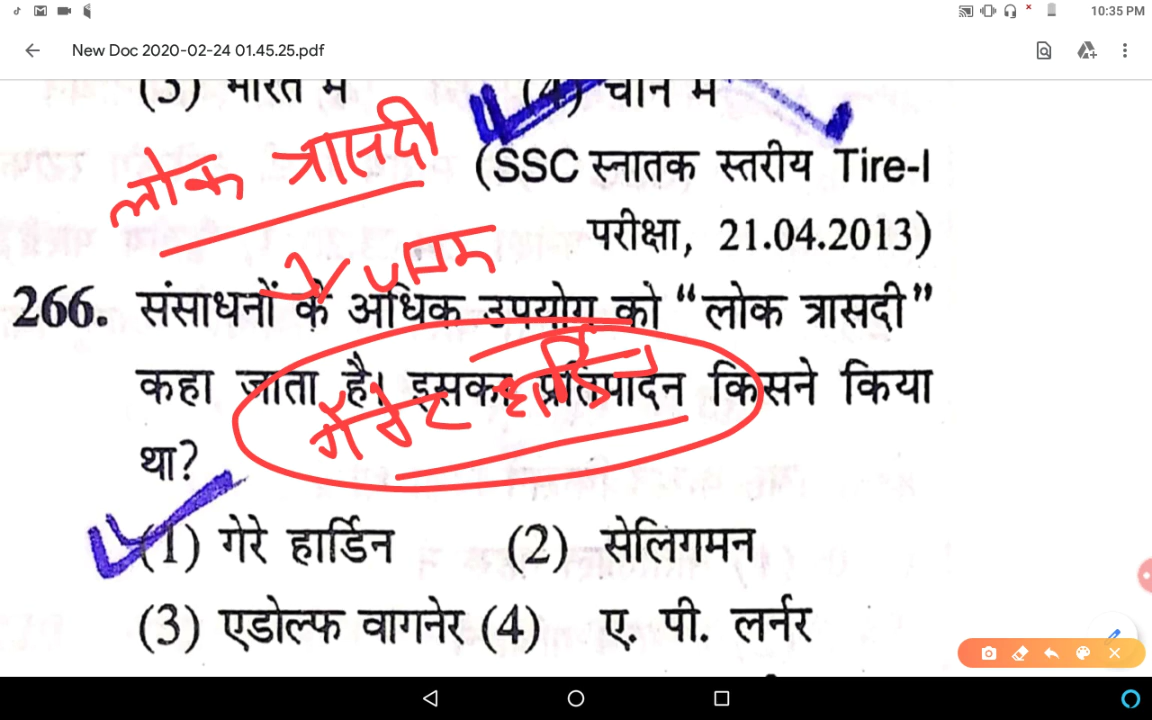 10:35 PM
New Doc 2020-02-24 01.45.25.pdf
(3) भारत में (4) चीन में
लोक त्रासदी
(SSC स्नातक स्तरीय Tire-I
परीक्षा, 21.04.2013)
266. संसाधनों के अधिक उपयोग को “लोक त्रासदी”
कहा जाता है। इसका प्रतिपादन किसने किया
गैरेट हार्डिन
था?
(1) गेरे हार्डिन (2) सेलिगमन
(3) एडोल्फ वागनेर (4) ए. पी. लर्नर